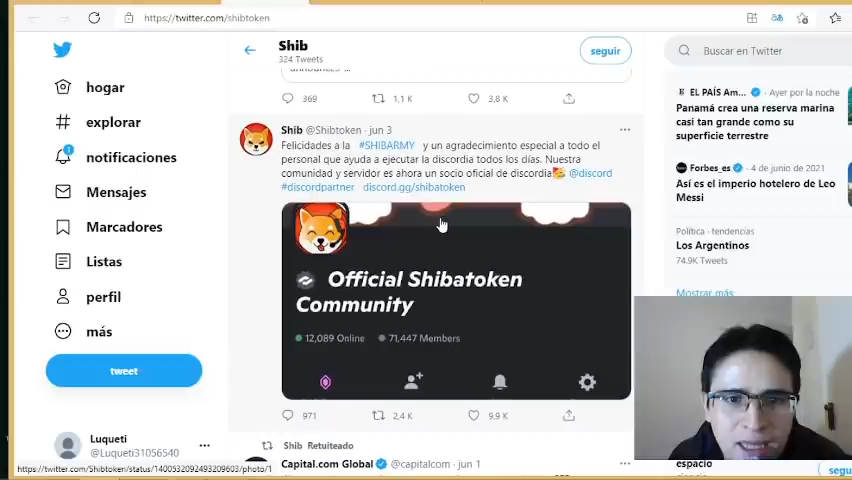 https://twitter.com/shibtoken
Shib
324 Tweets
seguir
Buscar en Twitter
hogar
explorar
1
notificaciones
Mensajes
Marcadores
Listas
perfil
más
tweet
Luqueti
@Luqueti31056540
369
1,1 K
3,8 K
Shib @Shibtoken · jun 3
Felicidades a la #SHIBARMY y un agradecimiento especial a todo el
personal que ayuda a ejecutar la discordia todos los días. Nuestra
comunidad y servidor es ahora un socio oficial de discordia @discord
#discordpartner discord.gg/shibatoken
Official Shibatoken
Community
12,089 Online
71,447 Members
971
2,4 K
9,9 K
Shib Retuiteado
Capital.com Global @capitalcom · jun 1
EL PAÍS Am... · Ayer por la noche
Panamá crea una reserva marina
casi tan grande como su
superficie terrestre
Forbes_es · 4 de junio de 2021
Así es el imperio hotelero de Leo
Messi
Política · tendencias
Los Argentinos
74.9K Tweets
Mostrar más
espacio
segu
https://twitter.com/Shibtoken/status/1400532092493209603/photo/1